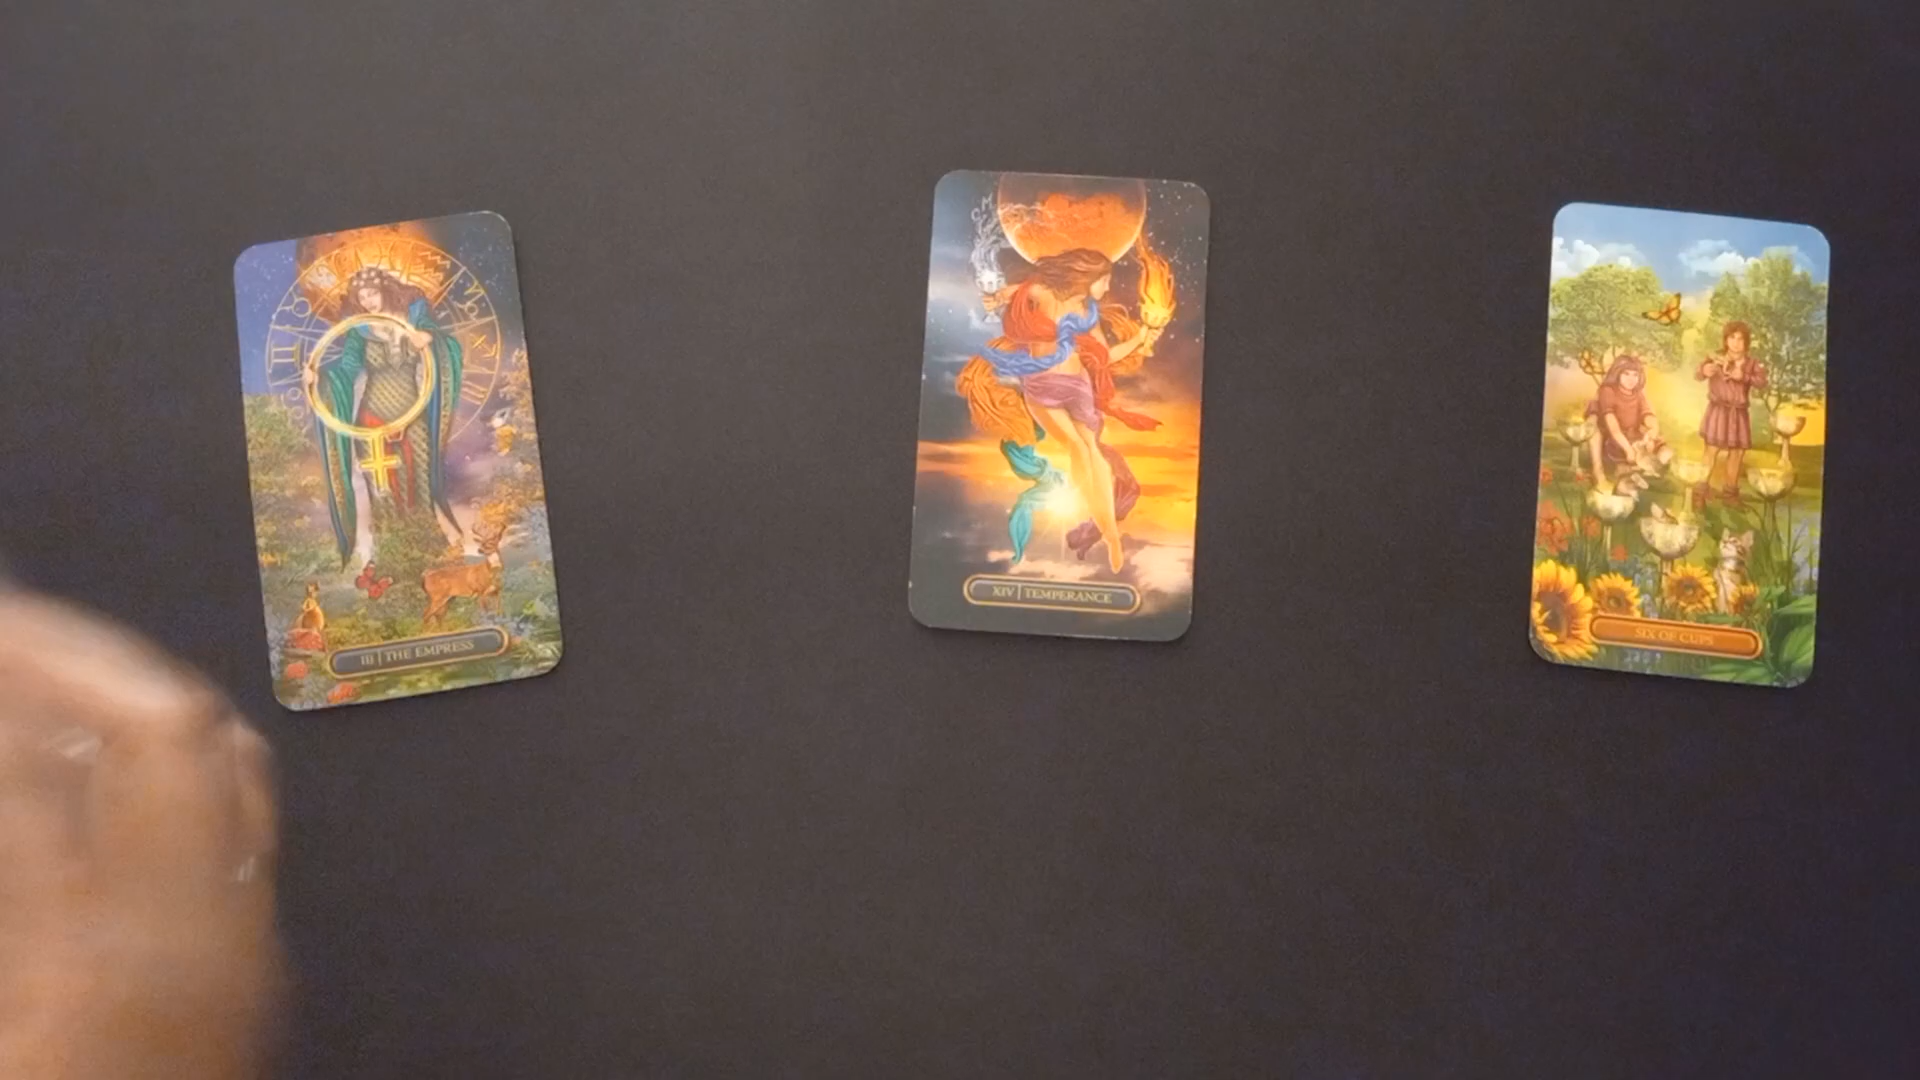 III | THE EMPRESS
XIV | TEMPERANCE
SIX OF CUPS